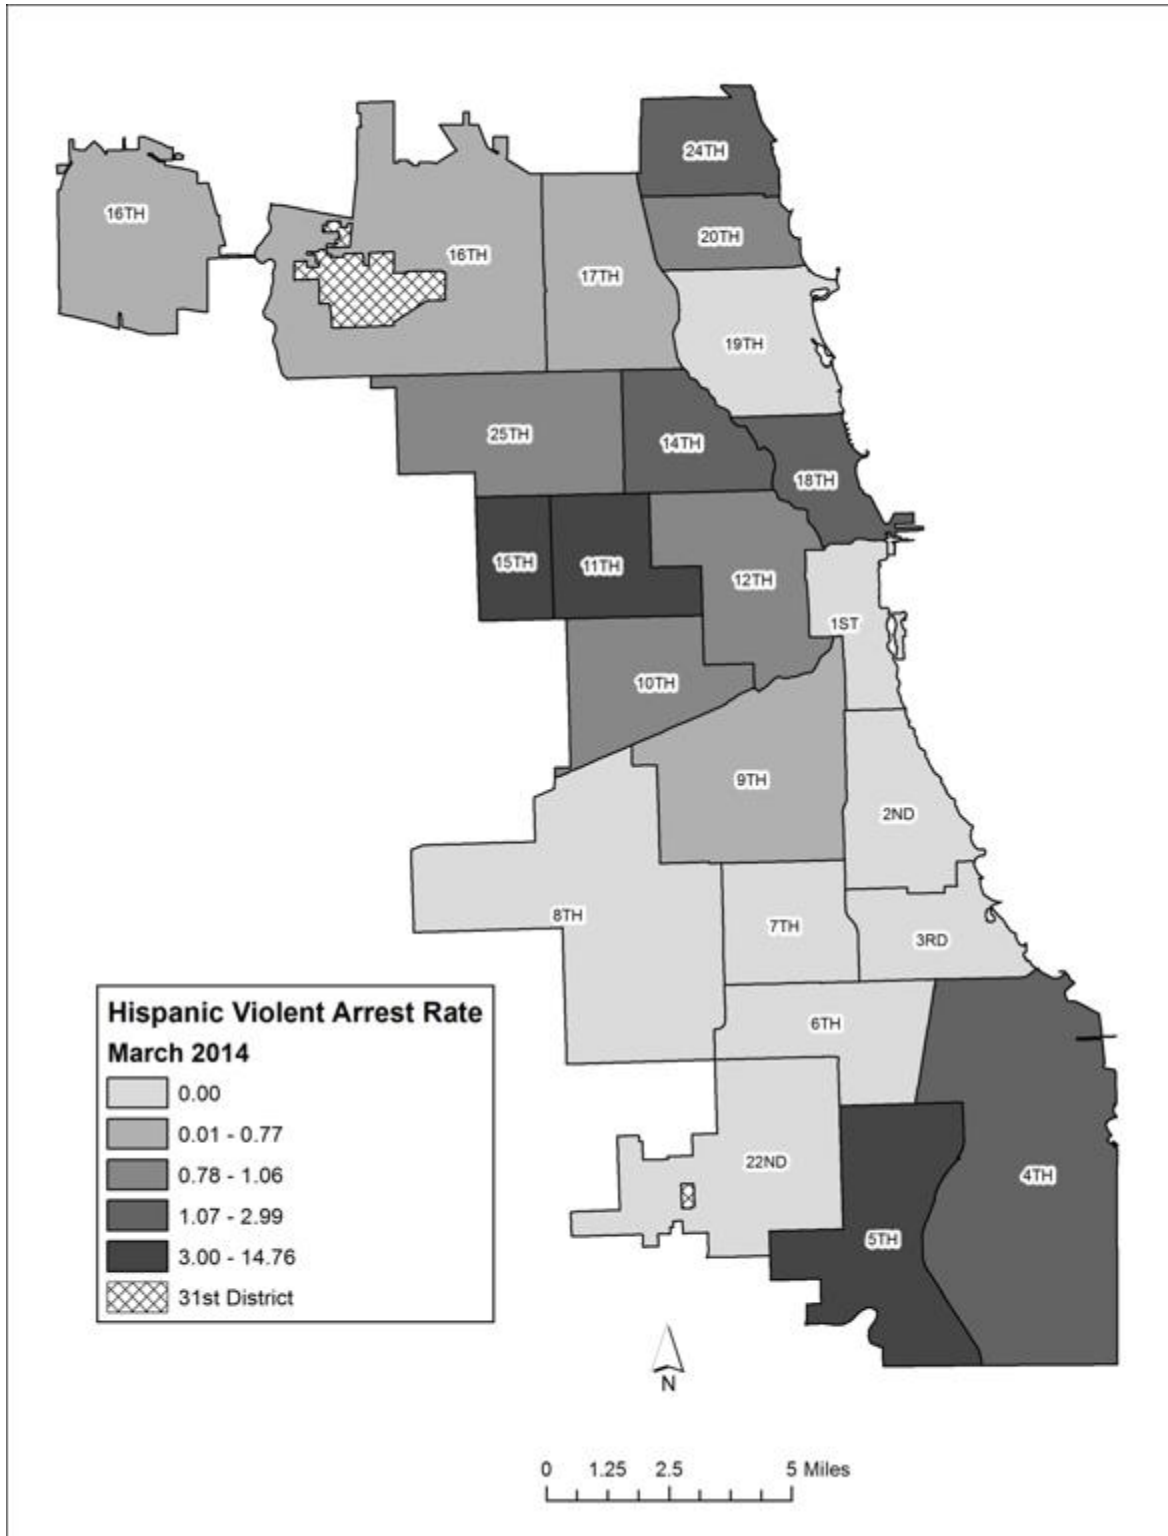 24TH
16TH
20TH
16TH
17TH
19TH
25TH
14TH
18TH
15TH
11TH
12TH
1ST
10TH
9TH
2ND
8TH
7TH
3RD
6TH
22ND
4TH
5TH
Hispanic Violent Arrest Rate
March 2014
0.00
0.01 - 0.77
0.78 - 1.06
1.07 - 2.99
3.00 - 14.76
31st District
N
0 1.25 2.5 5 Miles